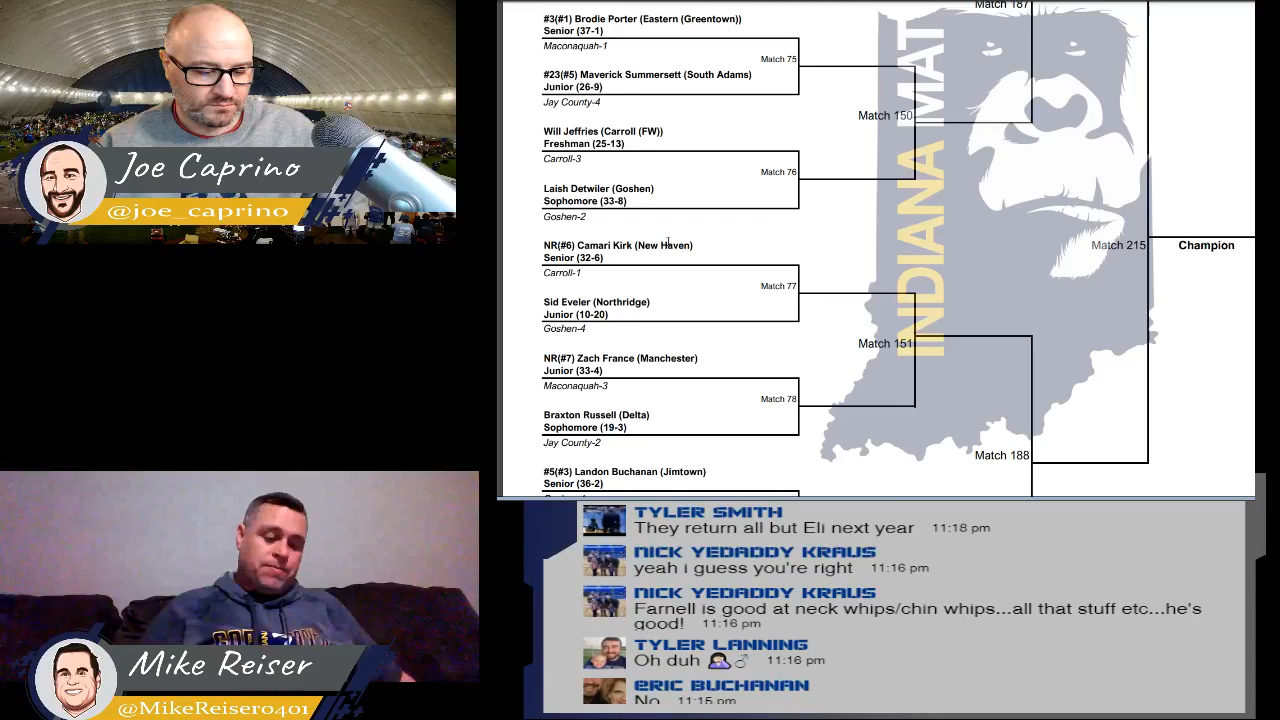 Joe Caprino
@joe_caprino
Match 187
#3(#1) Brodie Porter (Eastern (Greentown))
Senior (37-1)
Maconaquah-1
Match 75
#23(#5) Maverick Summersett (South Adams)
Junior (26-9)
Jay County-4
Match 150
Will Jeffries (Carroll (FW))
Freshman (25-13)
Carroll-3
Match 76
Laish Detwiler (Goshen)
Sophomore (33-8)
Goshen-2
NR(#6) Camari Kirk (New Haven)
Senior (32-6)
Carroll-1
Match 77
Sid Eveler (Northridge)
Junior (10-20)
Goshen-4
Match 151
NR(#7) Zach France (Manchester)
Junior (33-4)
Maconaquah-3
Match 78
Braxton Russell (Delta)
Sophomore (19-3)
Jay County-2
Match 188
#5(#3) Landon Buchanan (Jimtown)
Senior (36-2)
Match 215
Champion
INDIANA MAT
Mike Reiser
@MikeReiser0401
TYLER SMITH
They return all but Eli next year 11:18 pm
NICK YEDADDY KRAUS
yeah i guess you're right 11:16 pm
NICK YEDADDY KRAUS
Farnell is good at neck whips/chin whips...all that stuff etc...he's
good! 11:16 pm
TYLER LANNING
Oh duh 🤦🏻‍♂ 11:16 pm
ERIC BUCHANAN
No 11:15 pm